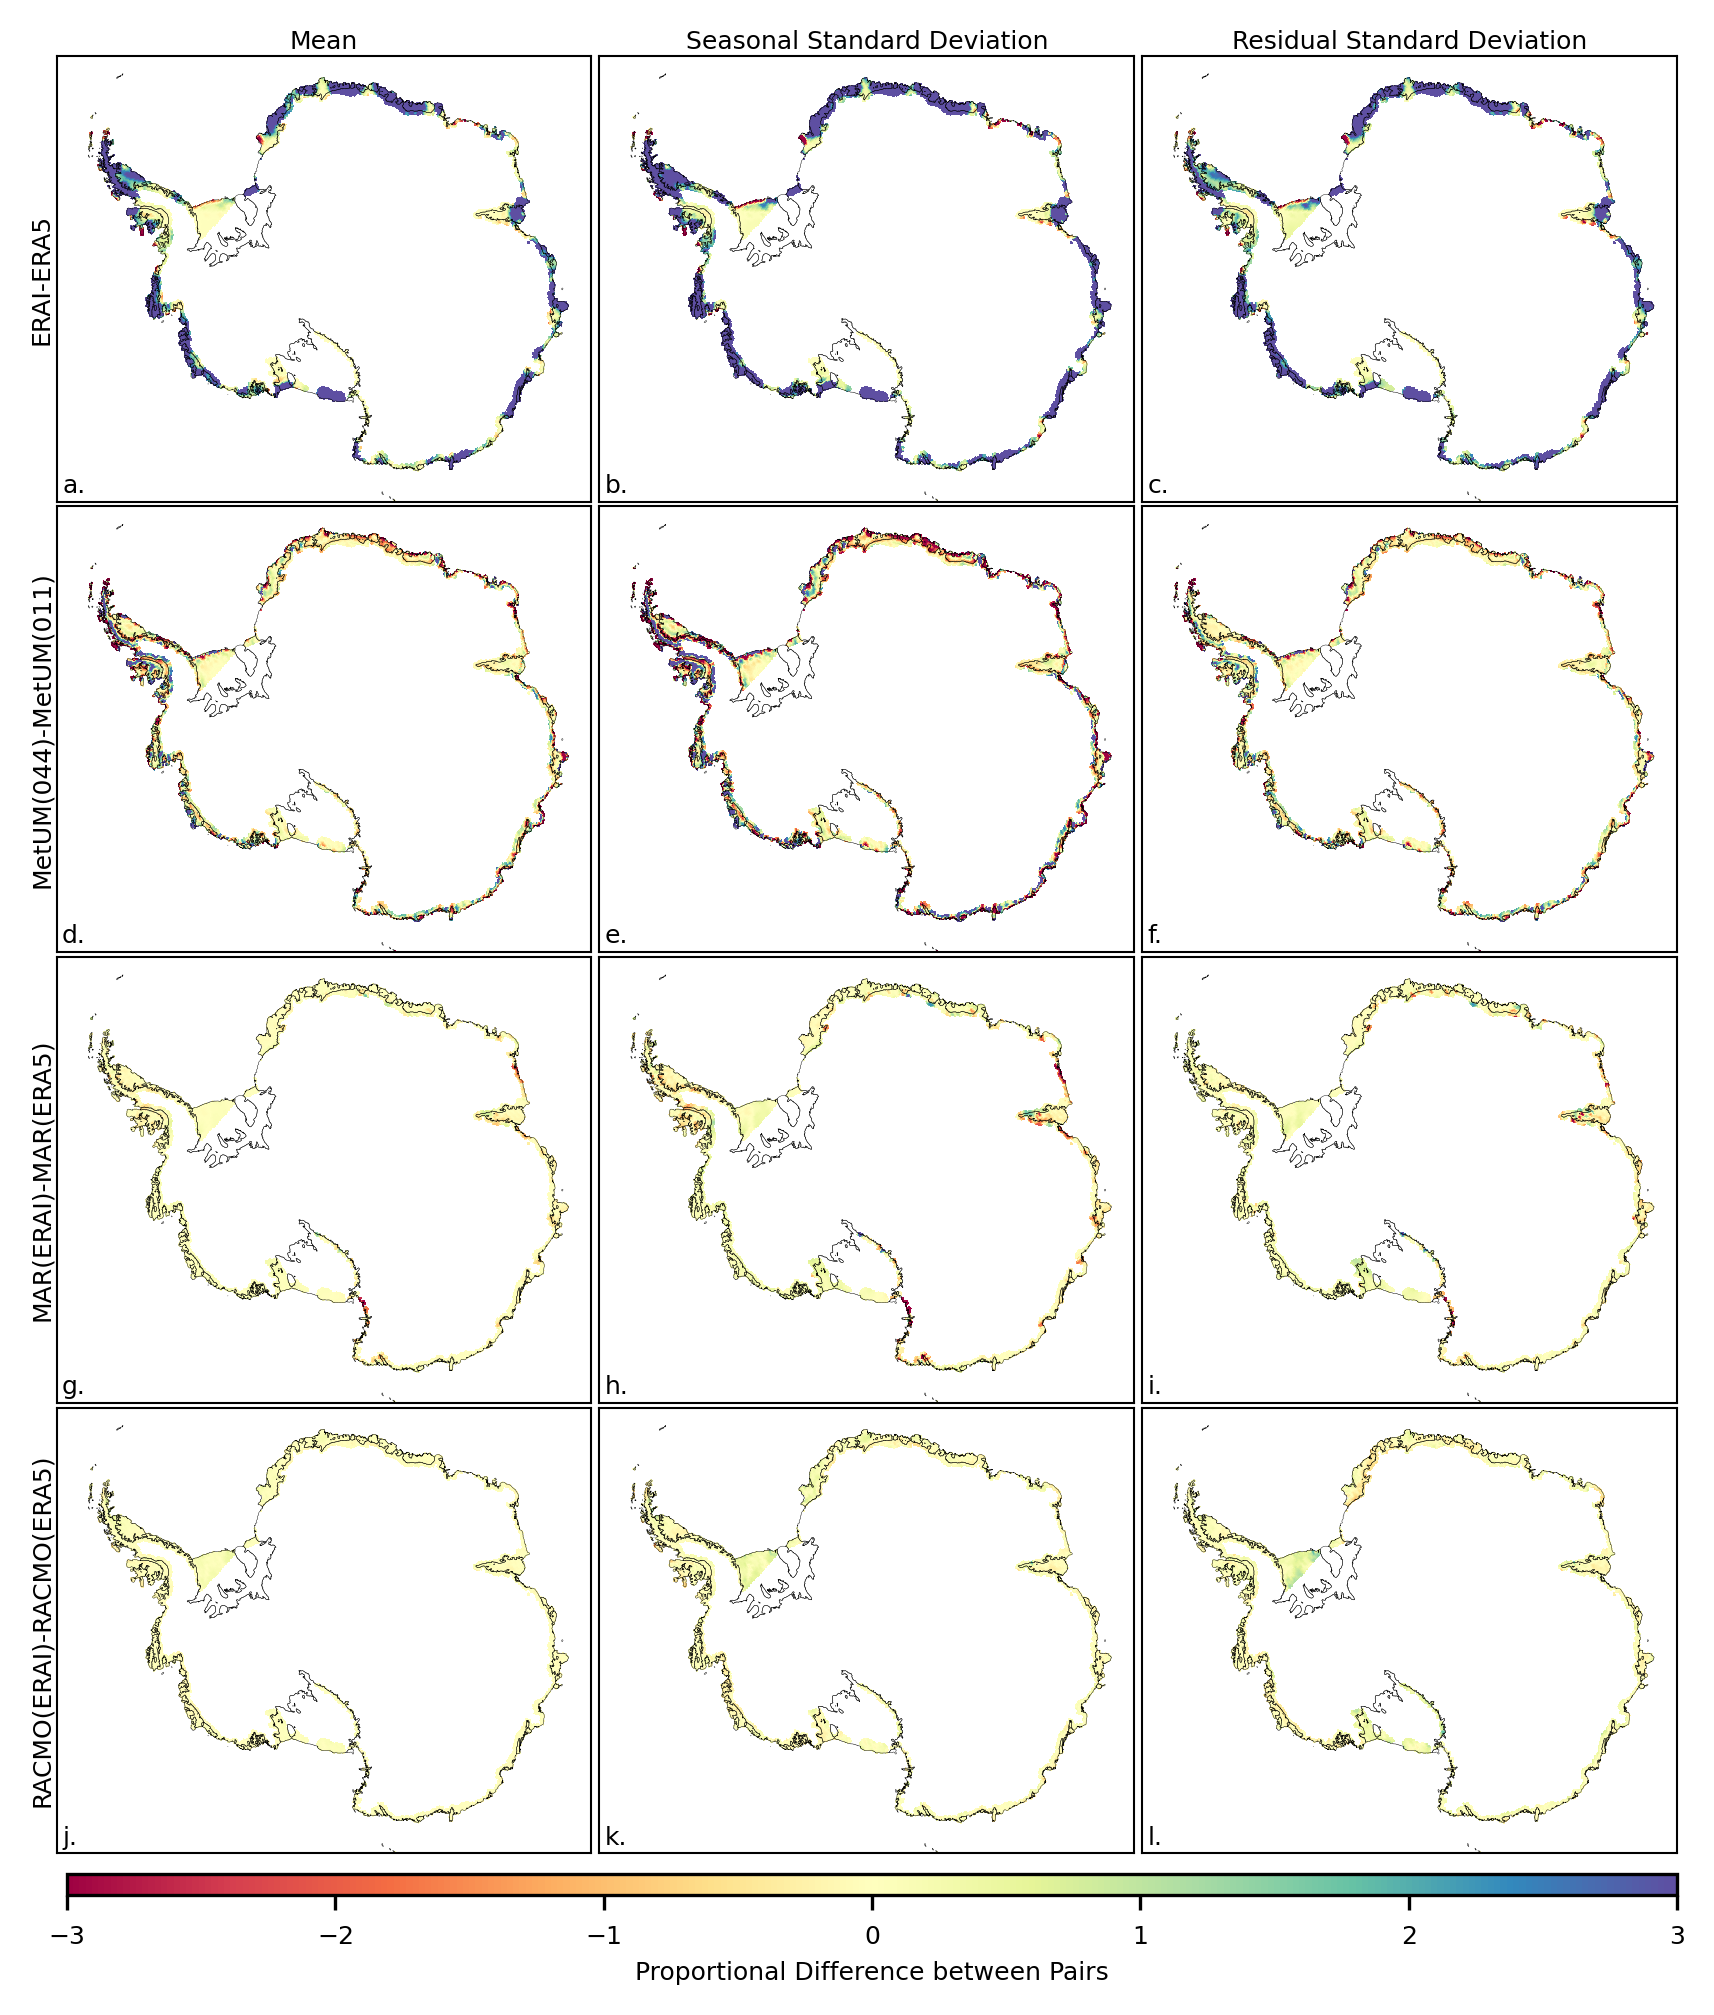 Mean
Seasonal Standard Deviation
Residual Standard Deviation
ERAI-ERA5
a.
b.
c.
MetUM(044)-MetUM(011)
d.
e.
f.
MAR(ERAI)-MAR(ERA5)
g.
h.
i.
RACMO(ERAI)-RACMO(ERA5)
j.
k.
l.
−3 −2 −1 0 1 2 3
Proportional Difference between Pairs